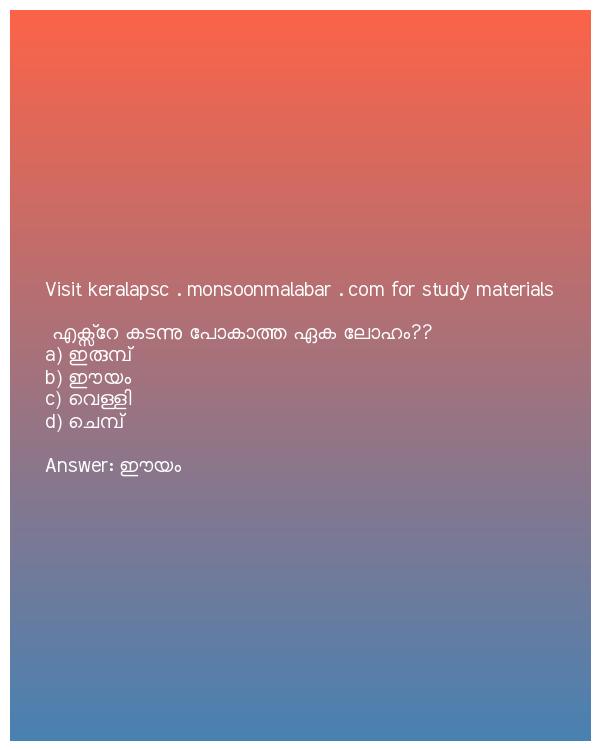 Visit keralapsc . monsoonmalabar . com for study materials
എക്സ്റേ കടന്നു പോകാത്ത ഏക ലോഹം??
a) ഇരുമ്പ്
b) ഈയം
c) വെള്ളി
d) ചെമ്പ്
Answer: ഈയം